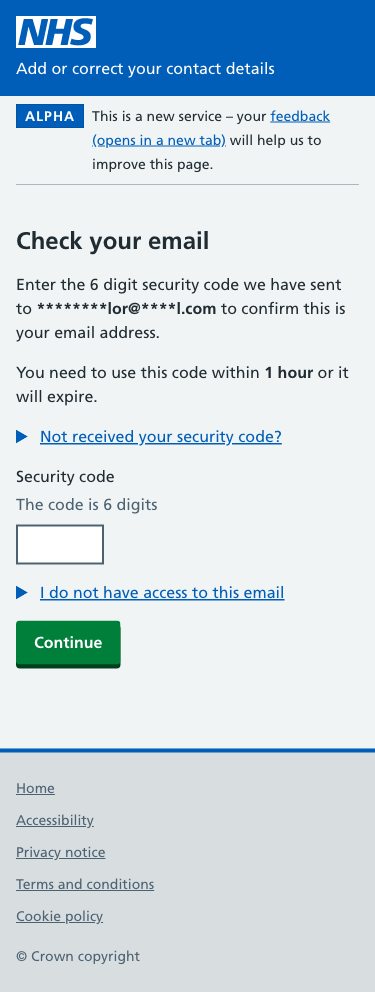 NHS
Add or correct your contact details
ALPHA
This is a new service – your feedback
(opens in a new tab) will help us to
improve this page.
Check your email
Enter the 6 digit security code we have sent
to ********lor@****l.com to confirm this is
your email address.
You need to use this code within 1 hour or it
will expire.
Not received your security code?
Security code
The code is 6 digits
I do not have access to this email
Continue
Home
Accessibility
Privacy notice
Terms and conditions
Cookie policy
© Crown copyright